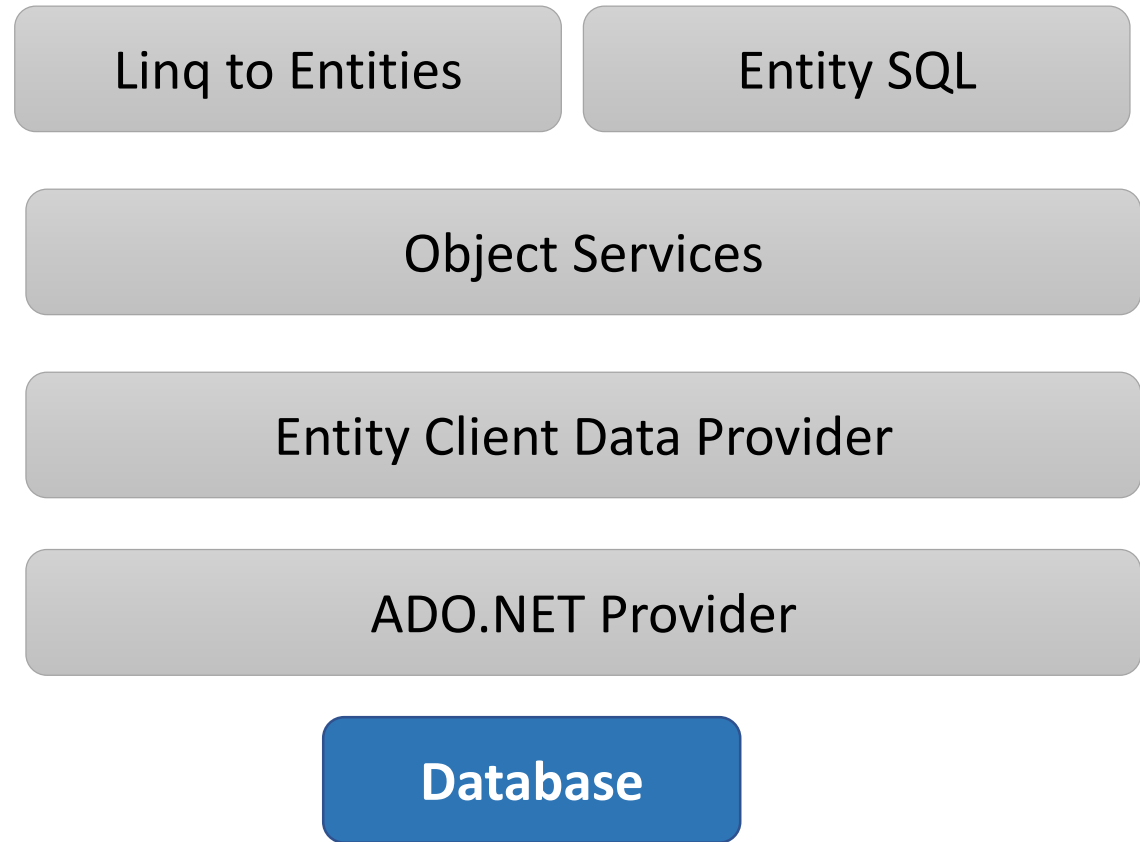 Linq to Entities
Entity SQL
Object Services
Entity Client Data Provider
ADO.NET Provider
Database